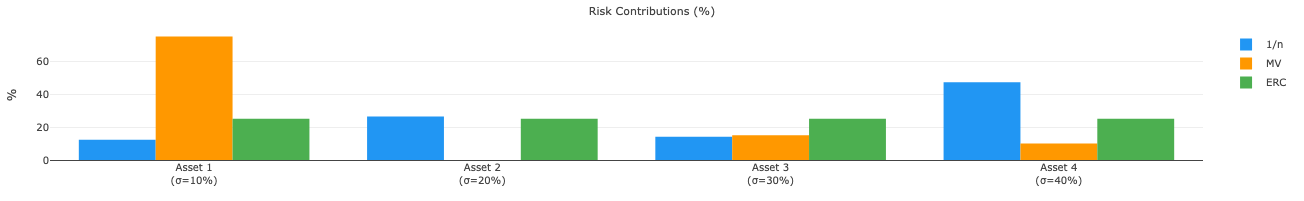 Risk Contributions (%)
1/n
MV
ERC
%
60
40
20
0
Asset 1
(σ=10%)
Asset 2
(σ=20%)
Asset 3
(σ=30%)
Asset 4
(σ=40%)